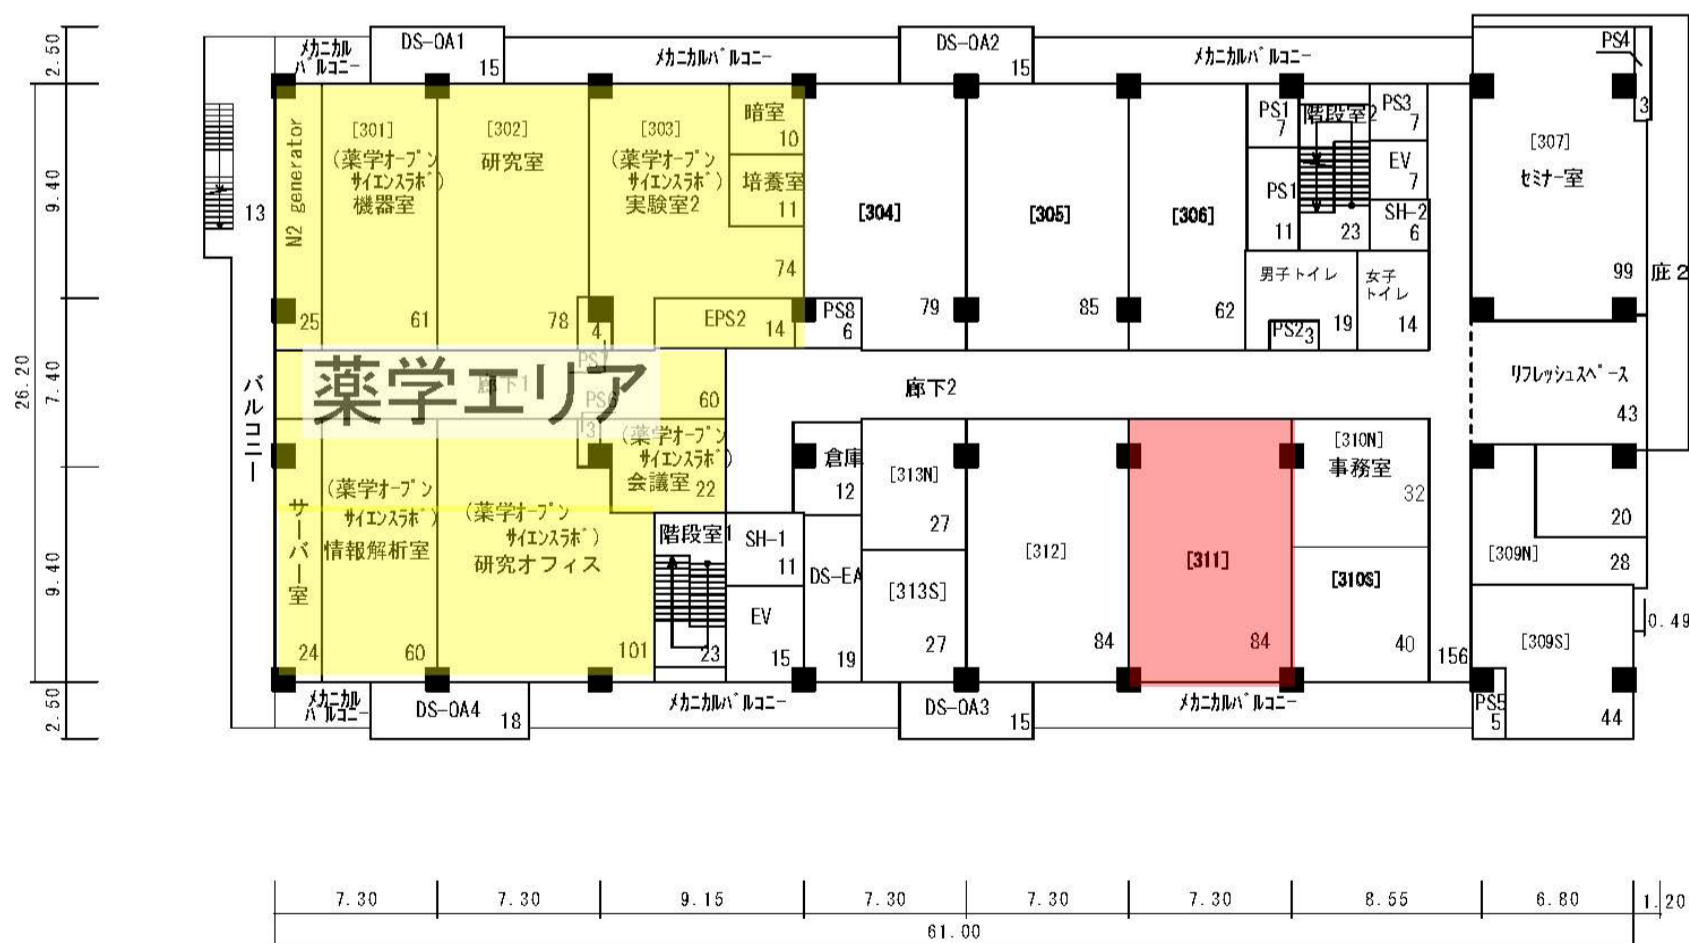 メカニカル
バルコニー
DS-OA1
15
メカニカルバルコニー
DS-OA2
15
メカニカルバルコニー
PS4
3
2.50
9.40
7.40
9.40
2.50
26.20
13
バルコニー
N2 generator
25
[301]
(薬学オープン
サイエンスラボ)
機器室
61
[302]
研究室
78
[303]
(薬学オープン
サイエンスラボ)
実験室2
74
暗室
10
培養室
11
[304]
79
[305]
85
[306]
62
PS1
7
PS1
11
階段室2
23
PS3
7
EV
7
SH-2
6
男子トイレ
19
女子
トイレ
14
PS2
3
[307]
セミナー室
99
庇2
4
EPS2
14
PS8
6
PS7
薬学エリア
廊下1
PS6
60
3
廊下2
リフレッシュスペース
43
サーバー室
24
(薬学オープン
サイエンスラボ)
情報解析室
60
(薬学オープン
サイエンスラボ)
研究オフィス
101
(薬学オープン
サイエンスラボ)
会議室
22
階段室1
23
SH-1
11
EV
15
倉庫
12
DS-EA
19
[313N]
27
[313S]
27
[312]
84
[311]
84
[310N]
事務室
32
[310S]
40
156
20
[309N]
28
[309S]
44
PS5
5
0.49
メカニカル
バルコニー
DS-OA4
18
メカニカルバルコニー
DS-OA3
15
メカニカルバルコニー
7.30
7.30
9.15
7.30
7.30
7.30
8.55
6.80
1.20
61.00